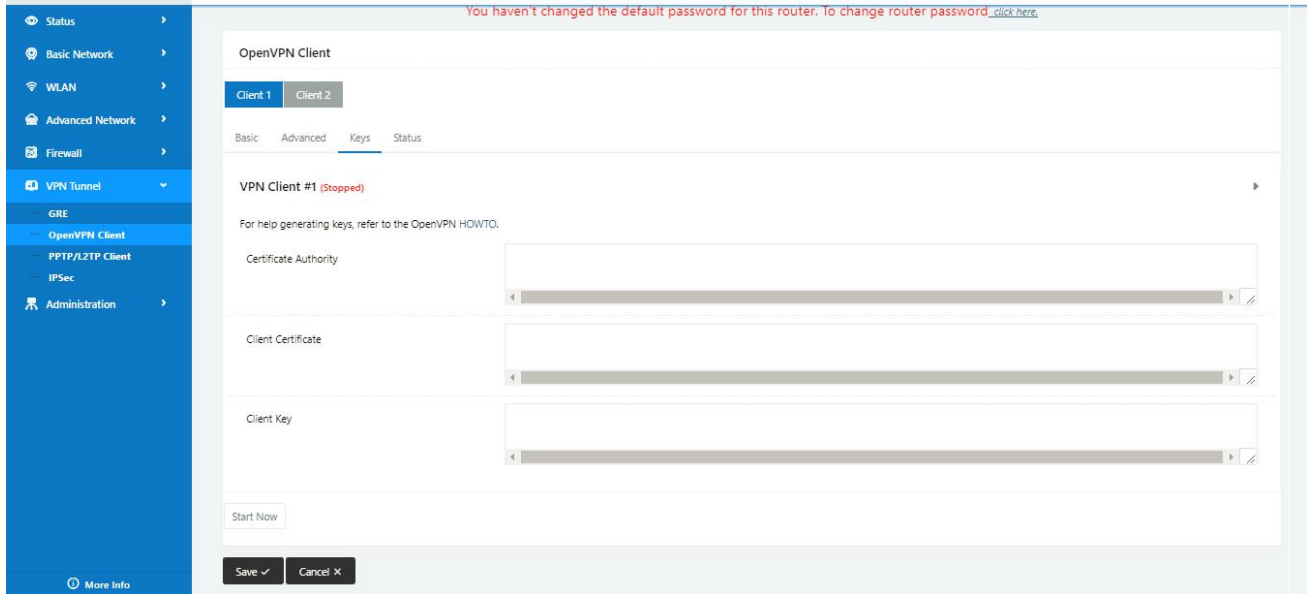 You haven't changed the default password for this router. To change router password click here.
Status
Basic Network
WLAN
Advanced Network
Firewall
VPN Tunnel
GRE
OpenVPN Client
PPTP/L2TP Client
IPSec
Administration
More Info
OpenVPN Client
Client 1 Client 2
Basic Advanced Keys Status
VPN Client #1 (Stopped)
For help generating keys, refer to the OpenVPN HOWTO.
Certificate Authority
Client Certificate
Client Key
Start Now
Save ✓ Cancel ✕